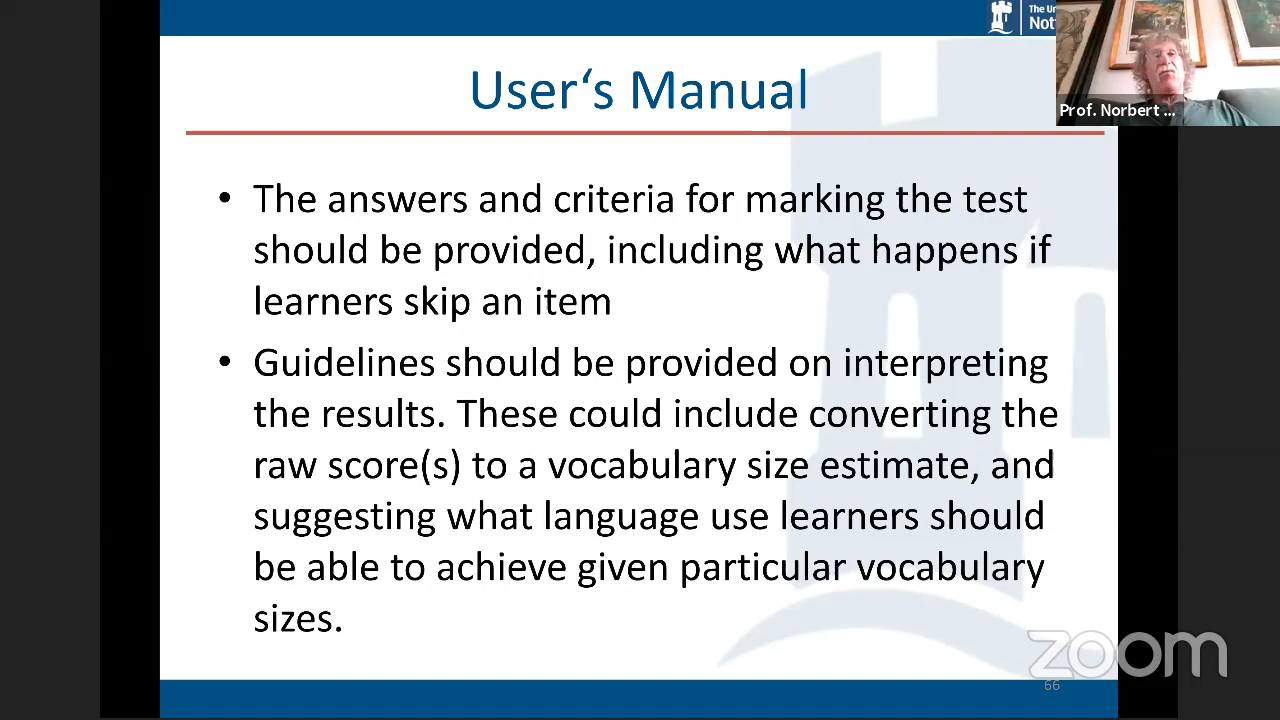 The Un
Nott
User‘s Manual
Prof. Norbert ...
• The answers and criteria for marking the test
should be provided, including what happens if
learners skip an item
• Guidelines should be provided on interpreting
the results. These could include converting the
raw score(s) to a vocabulary size estimate, and
suggesting what language use learners should
be able to achieve given particular vocabulary
sizes.
zoom
66